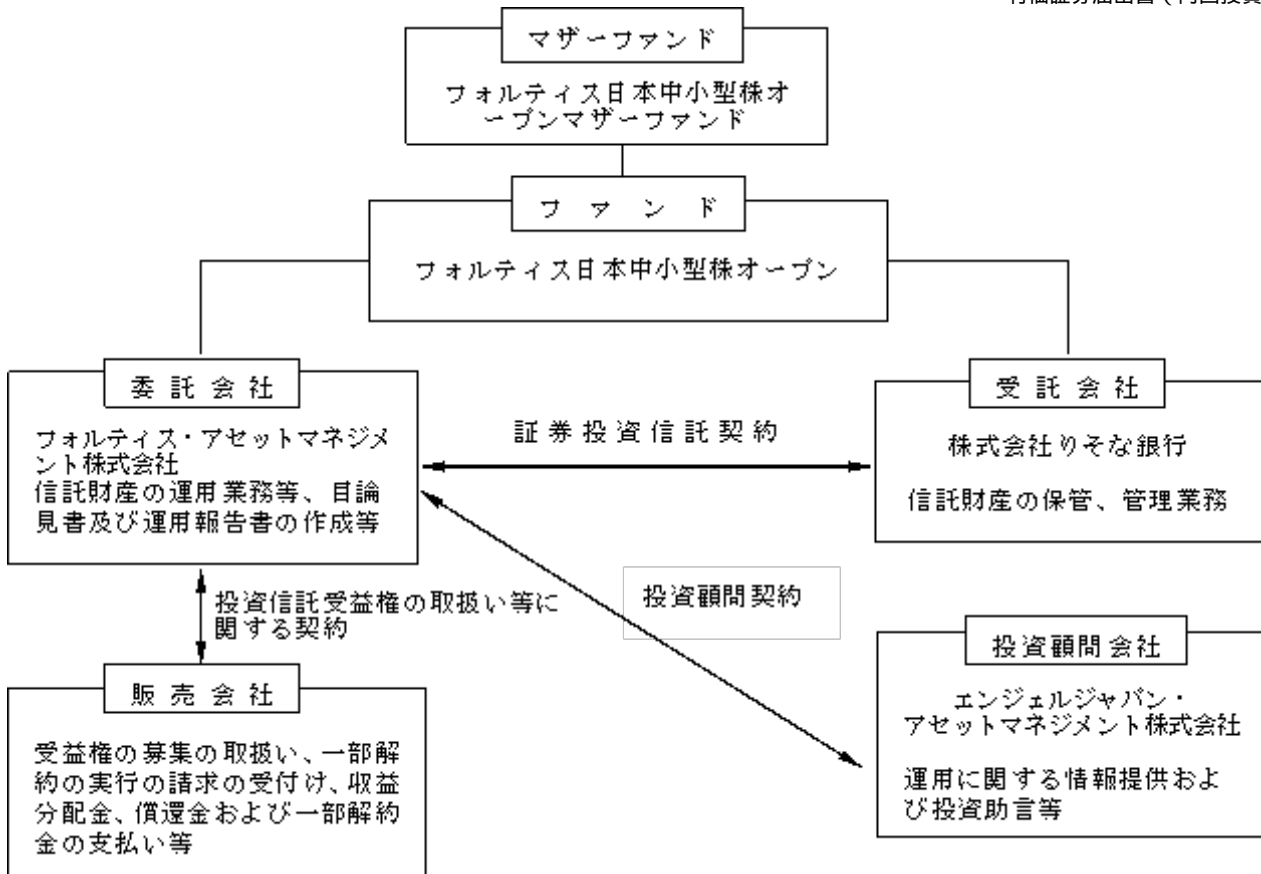 マザーファンド
フォルティス日本中小型株オ
ープンマザーファンド
ファンド
フォルティス日本中小型株オープン
委託会社
フォルティス・アセットマネジメ
ント株式会社
信託財産の運用業務等、目論
見書及び運用報告書の作成等
証券投資信託契約
受託会社
株式会社りそな銀行
信託財産の保管、管理業務
投資信託受益権の取扱い等に
関する契約
投資顧問契約
販売会社
受益権の募集の取扱い、一部解
約の実行の請求の受付け、収益
分配金、償還金および一部解約
金の支払い等
投資顧問会社
エンジェルジャパン・
アセットマネジメント株式会社
運用に関する情報提供およ
び投資助言等